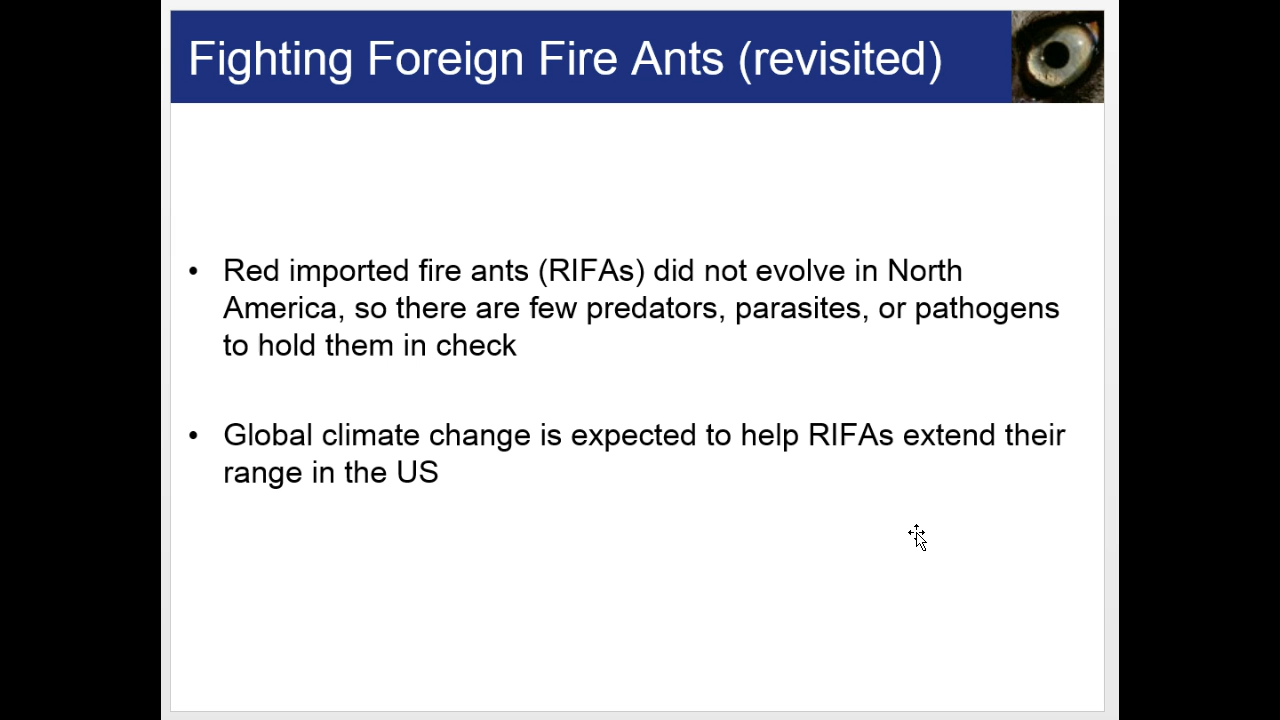 Fighting Foreign Fire Ants (revisited)
• Red imported fire ants (RIFAs) did not evolve in North
America, so there are few predators, parasites, or pathogens
to hold them in check
• Global climate change is expected to help RIFAs extend their
range in the US